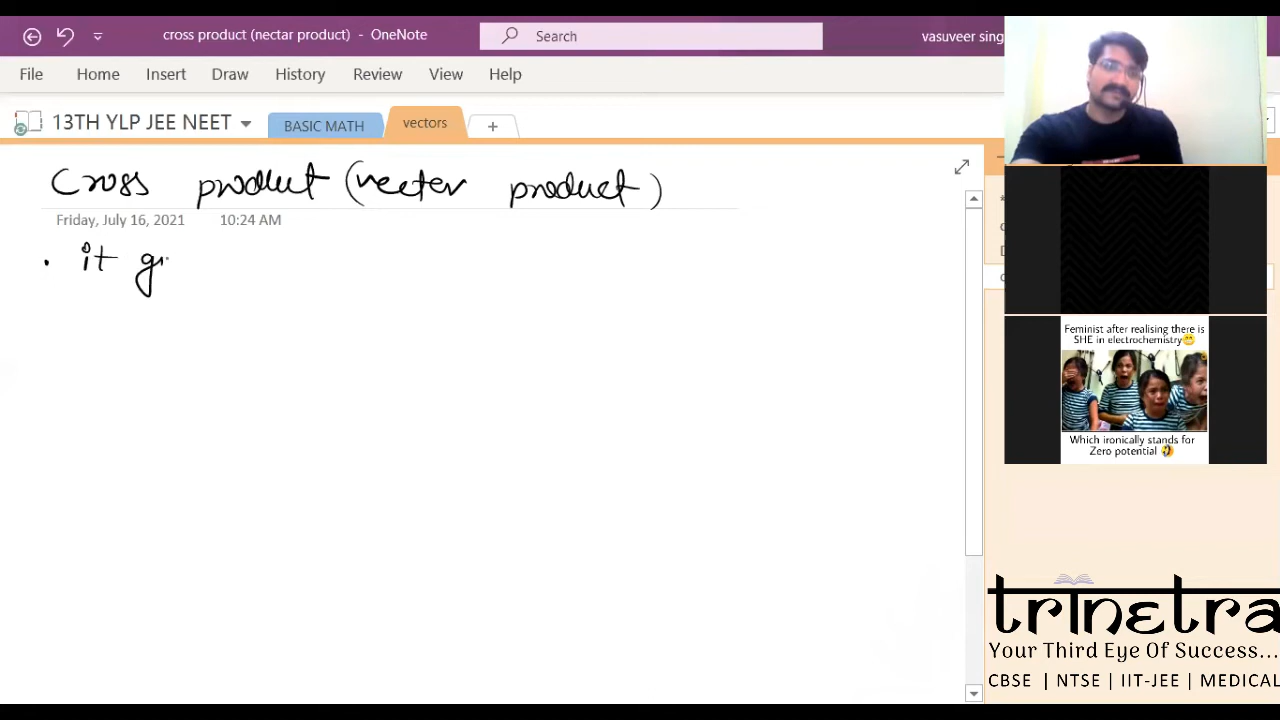 cross product (nectar product) - OneNote
Search
vasuveer sing
File Home Insert Draw History Review View Help
13TH YLP JEE NEET
BASIC MATH
vectors
Cross product (vector product)
Friday, July 16, 2021 10:24 AM
. it
Feminist after realising there is
SHE in electrochemistry😁
Which ironically stands for
Zero potential 🤣
trinetra
Your Third Eye Of Success...
CBSE | NTSE | IIT-JEE | MEDICAL